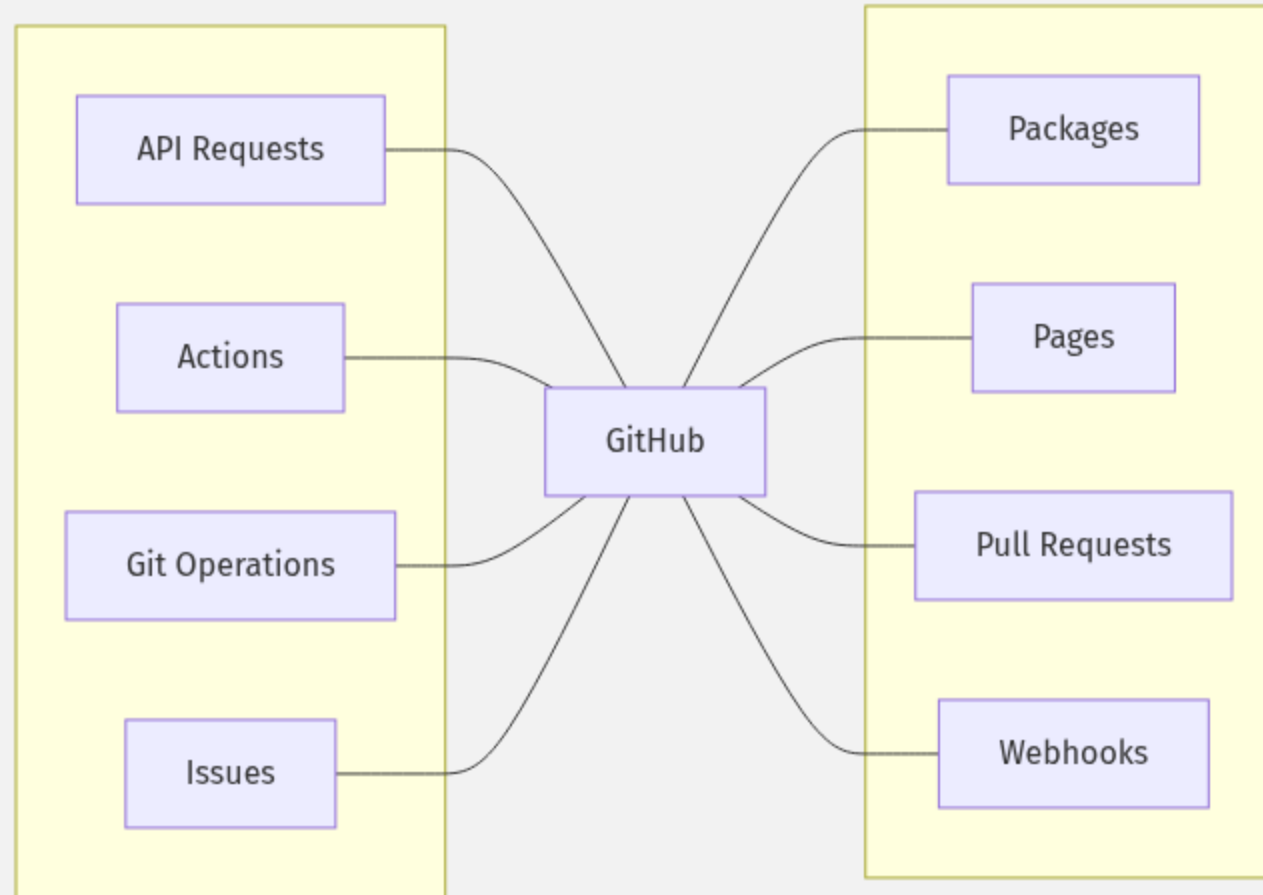 API Requests
Actions
Git Operations
Issues
GitHub
Packages
Pages
Pull Requests
Webhooks